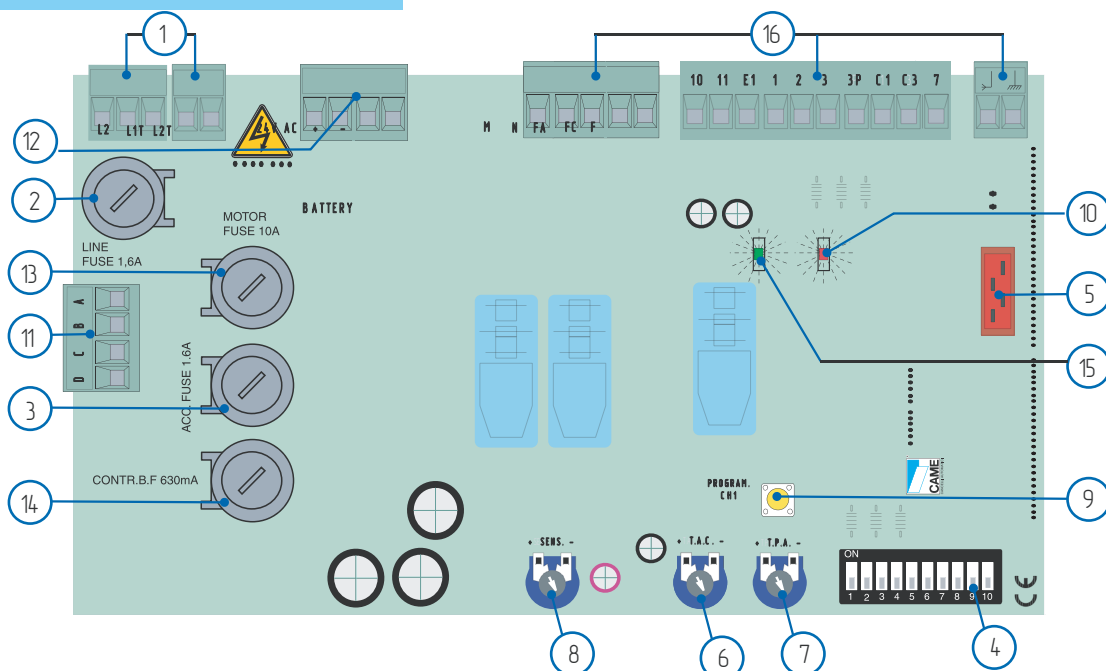 1
16
L2 L1T L2T
24V AC + -
M N FA FC F
10 11 E1 1 2 3 3P C1 C3 7
12
2
BATTERY
LINE
FUSE 1,6A
MOTOR
FUSE 10A
10
13
5
11
A
B
C
D
15
3
ACC. FUSE 1.6A
14
CONTR.B.F 630mA
CAME
PROGRAM.
CH1
9
+ SENS. -
+ T.A.C. -
+ T.P.A. -
ON
1 2 3 4 5 6 7 8 9 10
CE
8
6
7
4